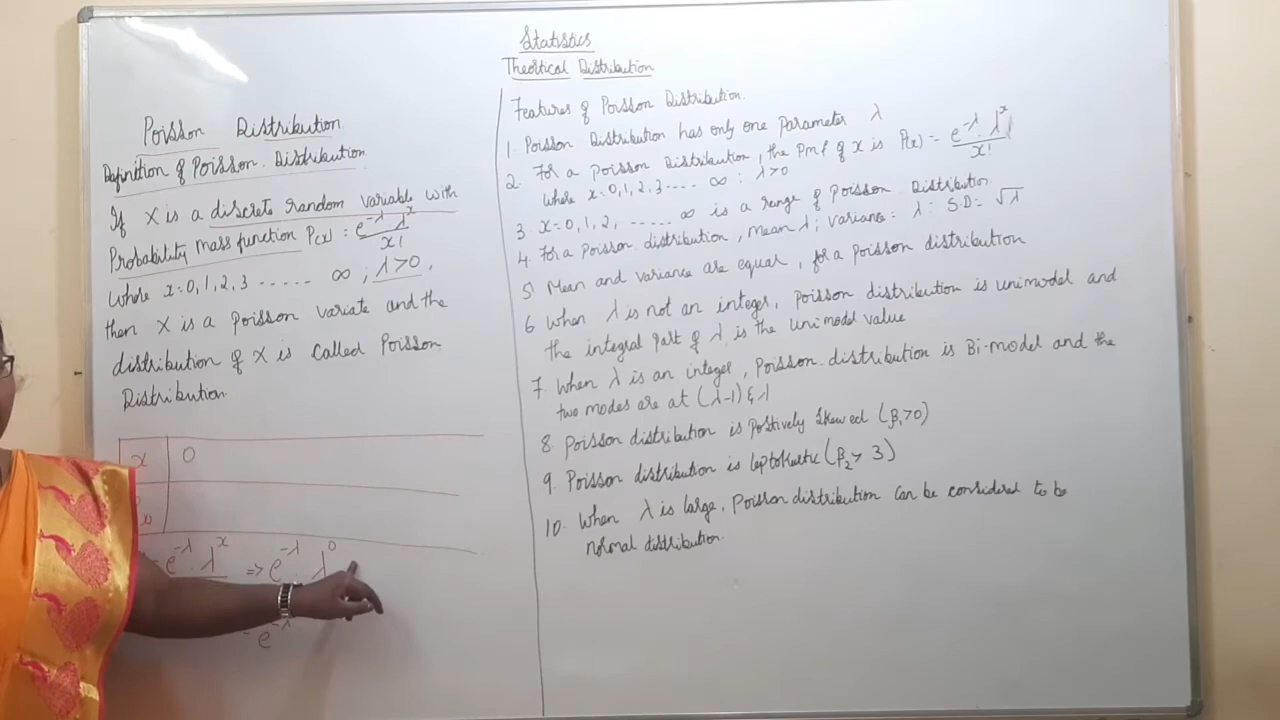 Statistics
Theoritical Distribution
Poisson Distribution
Definition of Poisson Distribution
If X is a discrete random variable with
Probability mass function P(x) = e^-λ λ^x / x!
where x = 0, 1, 2, 3 ...... ∞ ; λ > 0,
then X is a poisson variate and the
distribution of X is called Poisson
Distribution
x 0
e^-λ . λ^x ⇒ e^-λ . λ^0
= e^-λ
Features of Poisson Distribution.
1. Poisson Distribution has only one Parameter λ
2. For a poisson Distribution, the Pmf of x is P(x) = e^-λ . λ^x / x!
where x = 0, 1, 2, 3 .... ∞ : λ > 0
3 x = 0, 1, 2, ...... ∞ is a range of Poisson Distribution
4 For a Poisson distribution, mean λ ; variance = λ : S.D = √λ
5) Mean and variance are equal, for a poisson distribution
6 when λ is not an integer, poisson distribution is unimodel and
the integral part of λ is the unimodel value
7 When λ is an integer, Poisson distribution is Bi-model and the
two modes are at (λ-1) & λ
8 Poisson distribution is postively skewed (β₁>0)
9 Poisson distribution is leptokurtic (β₂> 3)
10. When λ is large, Poisson distribution can be considered to be
normal distribution.